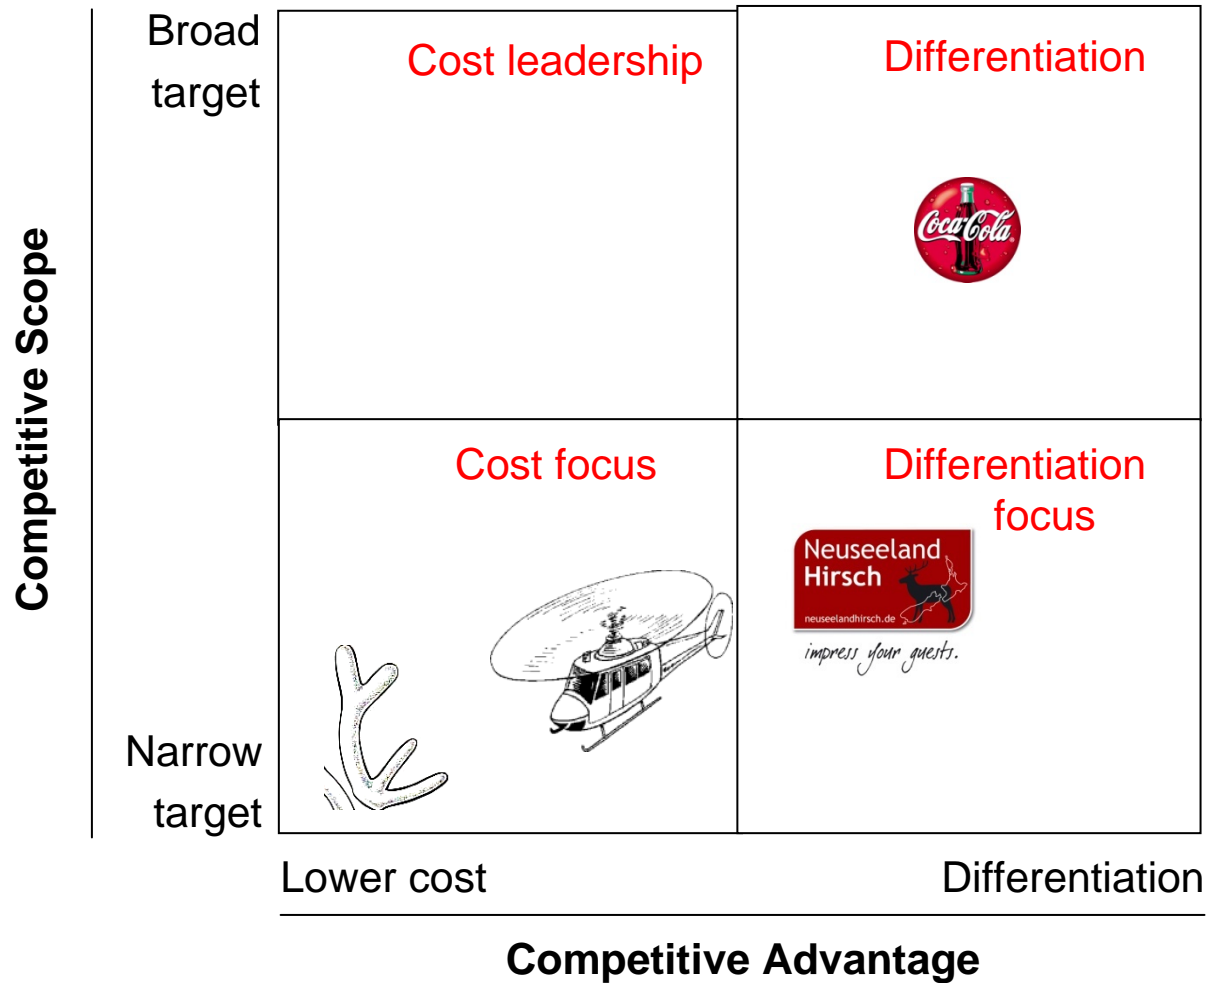 Broad
target
Cost leadership
Differentiation
Coca-Cola
Competitive Scope
Cost focus
Differentiation
focus
Neuseeland
Hirsch
neuseelandhirsch.de
impress your guests.
Narrow
target
Lower cost
Differentiation
Competitive Advantage